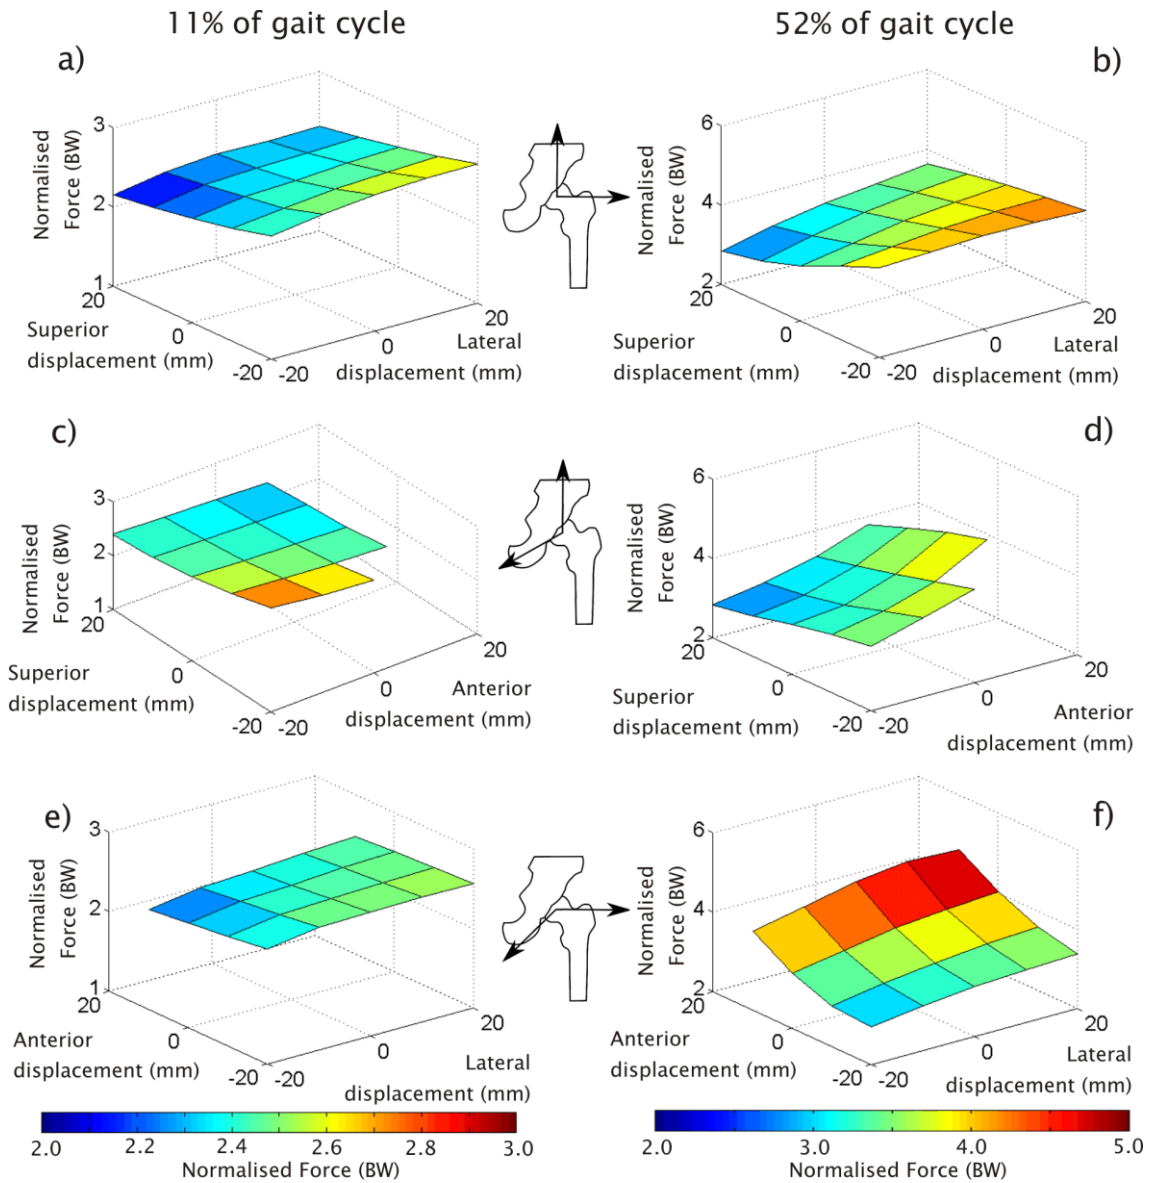 11% of gait cycle
52% of gait cycle
a)
Normalised
Force (BW)
3
2
1
20
0
-20
Superior
displacement (mm)
-20
0
20
Lateral
displacement (mm)
b)
Normalised
Force (BW)
6
4
2
20
0
-20
Superior
displacement (mm)
-20
0
20
Lateral
displacement (mm)
c)
Normalised
Force (BW)
3
2
1
20
0
-20
Superior
displacement (mm)
-20
0
20
Anterior
displacement (mm)
d)
Normalised
Force (BW)
6
4
2
20
0
-20
Superior
displacement (mm)
-20
0
20
Anterior
displacement (mm)
e)
Normalised
Force (BW)
3
2
1
20
0
-20
Anterior
displacement (mm)
-20
0
20
Lateral
displacement (mm)
f)
Normalised
Force (BW)
6
4
2
20
0
-20
Anterior
displacement (mm)
-20
0
20
Lateral
displacement (mm)
2.0 2.2 2.4 2.6 2.8 3.0
Normalised Force (BW)
2.0 3.0 4.0 5.0
Normalised Force (BW)